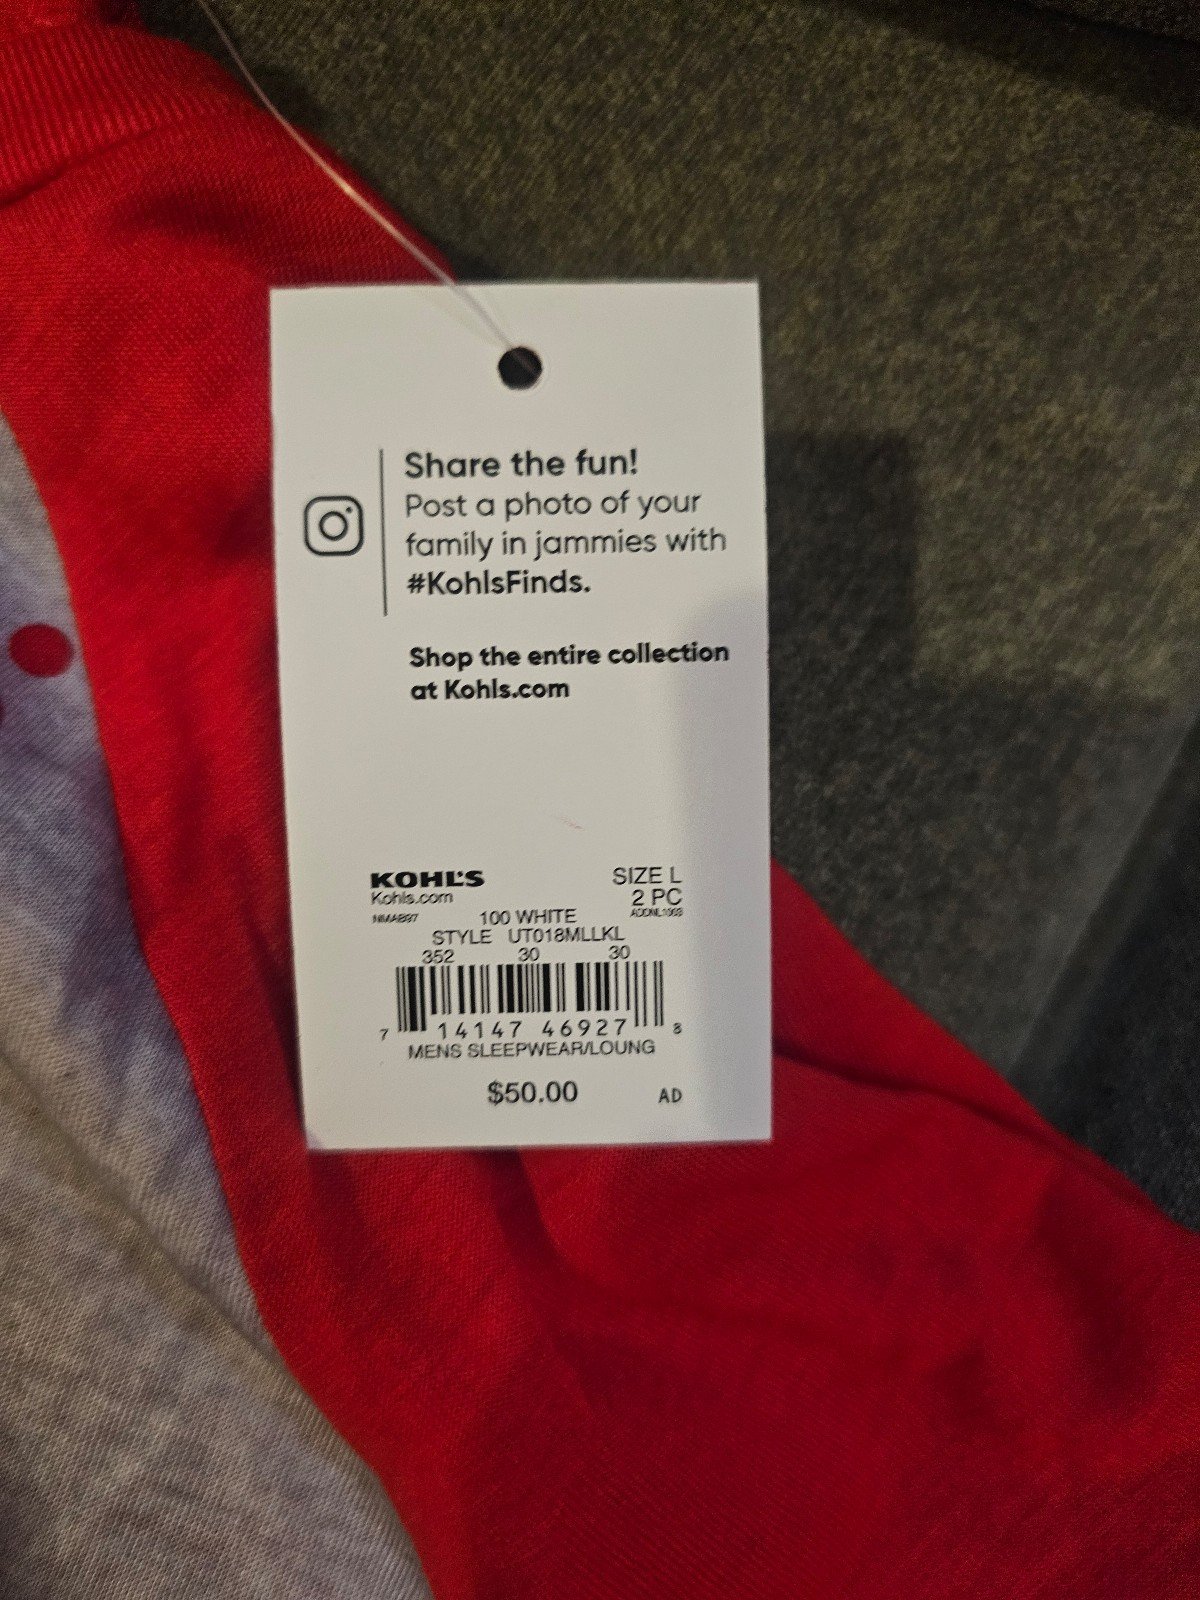 Share the fun!
Post a photo of your
family in jammies with
#KohlsFinds.
Shop the entire collection
at Kohls.com
KOHL'S SIZE L
Kohls.com 2 PC
NMAB97 100 WHITE ADDNL1003
STYLE UT018MLLKL
352 30 30
7 14147 46927 8
MENS SLEEPWEAR/LOUNG
$50.00 AD